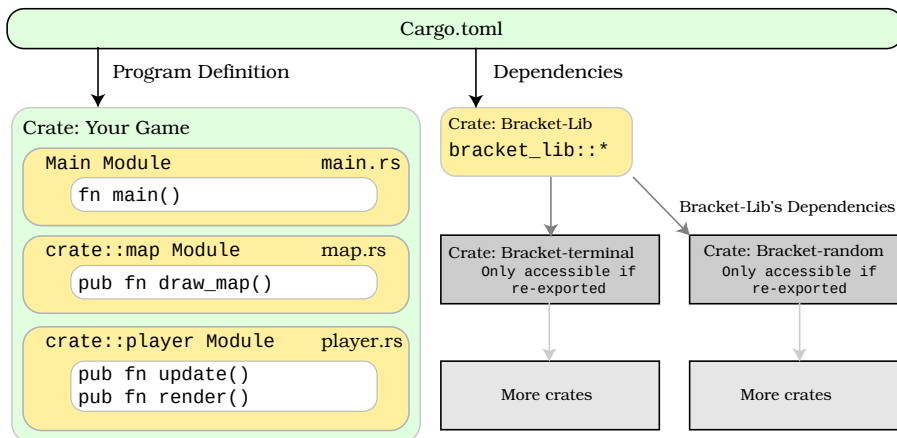 Cargo.toml
Program Definition
Dependencies
Crate: Your Game
Main Module main.rs
fn main()
crate::map Module map.rs
pub fn draw_map()
crate::player Module player.rs
pub fn update()
pub fn render()
Crate: Bracket-Lib
bracket_lib::*
Bracket-Lib's Dependencies
Crate: Bracket-terminal
Only accessible if
re-exported
Crate: Bracket-random
Only accessible if
re-exported
More crates
More crates